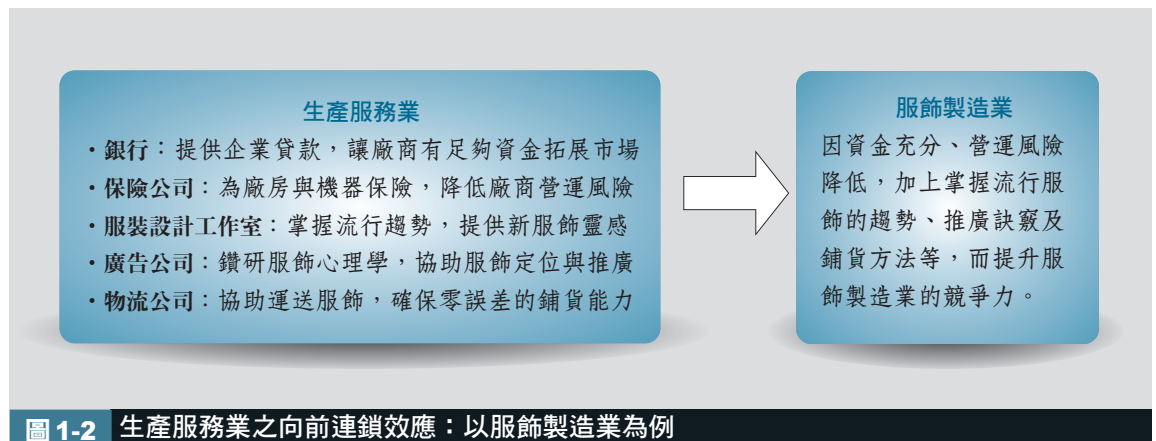 生產服務業
・銀行：提供企業貸款，讓廠商有足夠資金拓展市場
・保險公司：為廠房與機器保險，降低廠商營運風險
・服裝設計工作室：掌握流行趨勢，提供新服飾靈感
・廣告公司：鑽研服飾心理學，協助服飾定位與推廣
・物流公司：協助運送服飾，確保零誤差的鋪貨能力
服飾製造業
因資金充分、營運風險
降低，加上掌握流行服
飾的趨勢、推廣訣竅及
鋪貨方法等，而提升服
飾製造業的競爭力。
圖 1-2 生產服務業之向前連鎖效應：以服飾製造業為例